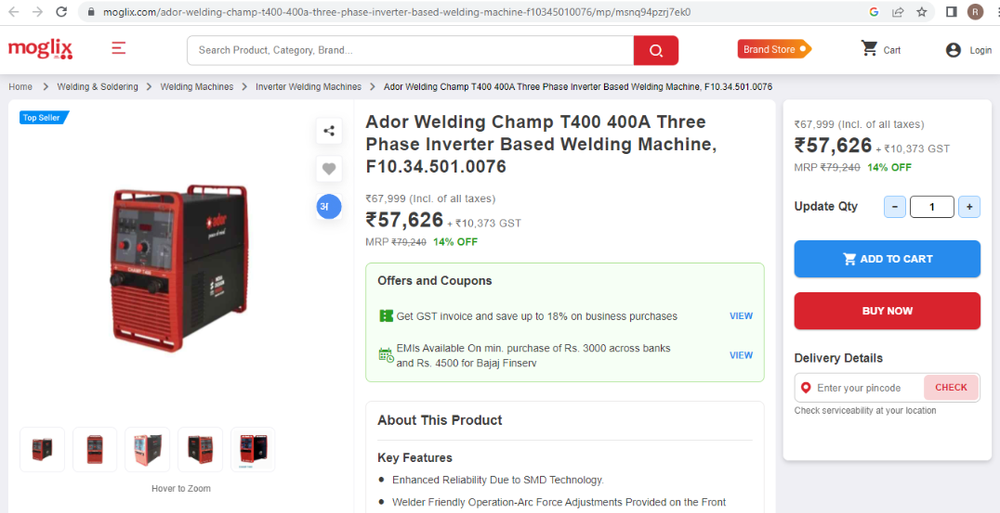 moglix.com/ador-welding-champ-t400-400a-three-phase-inverter-based-welding-machine-f10345010076/mp/msnq94pzrj7ek0
R
moglix
Search Product, Category, Brand...
Brand Store
Cart
Login
Home > Welding & Soldering > Welding Machines > Inverter Welding Machines > Ador Welding Champ T400 400A Three Phase Inverter Based Welding Machine, F10.34.501.0076
Top Seller
अ
ador
Hover to Zoom
Ador Welding Champ T400 400A Three
Phase Inverter Based Welding Machine,
F10.34.501.0076
₹67,999 (Incl. of all taxes)
₹57,626 + ₹10,373 GST
MRP ₹79,240 14% OFF
Offers and Coupons
Get GST invoice and save up to 18% on business purchases VIEW
EMIs Available On min. purchase of Rs. 3000 across banks
and Rs. 4500 for Bajaj Finserv VIEW
About This Product
Key Features
Enhanced Reliability Due to SMD Technology.
Welder Friendly Operation-Arc Force Adjustments Provided on the Front
₹67,999 (Incl. of all taxes)
₹57,626 + ₹10,373 GST
MRP ₹79,240 14% OFF
Update Qty - 1 +
ADD TO CART
BUY NOW
Delivery Details
Enter your pincode CHECK
Check serviceability at your location